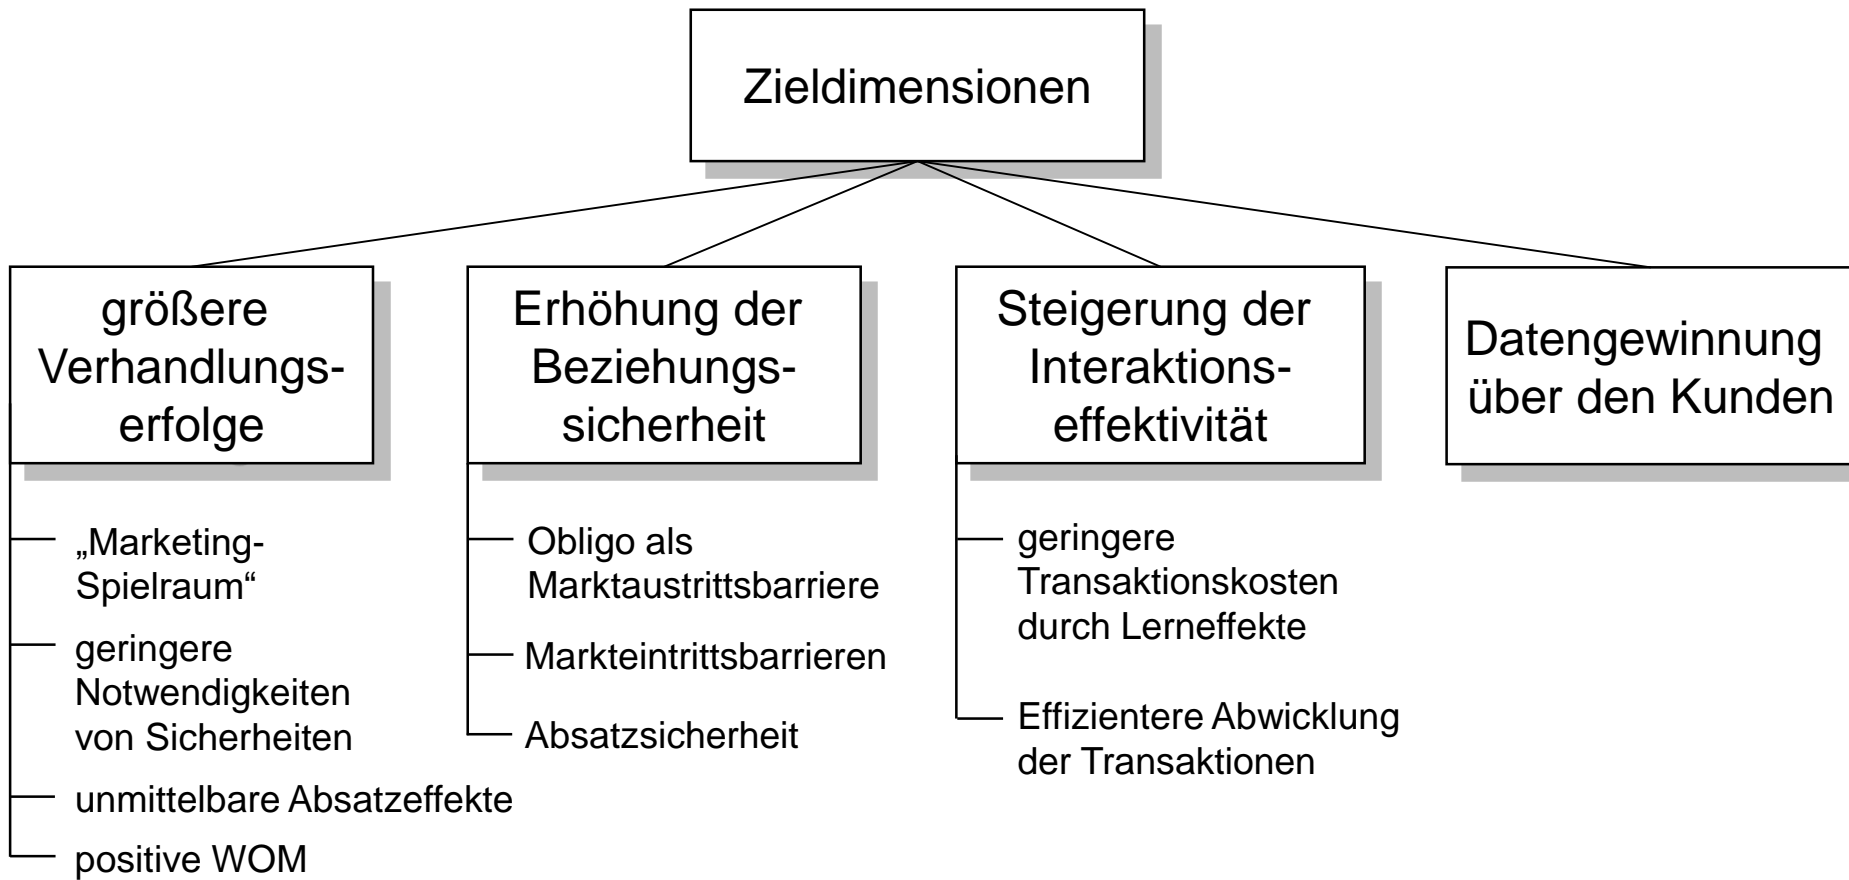 Zieldimensionen
größere
Verhandlungs-
erfolge
„Marketing-
Spielraum“
geringere
Notwendigkeiten
von Sicherheiten
unmittelbare Absatzeffekte
positive WOM
Erhöhung der
Beziehungs-
sicherheit
Obligo als
Marktaustrittsbarriere
Markteintrittsbarrieren
Absatzsicherheit
Steigerung der
Interaktions-
effektivität
geringere
Transaktionskosten
durch Lerneffekte
Effizientere Abwicklung
der Transaktionen
Datengewinnung
über den Kunden